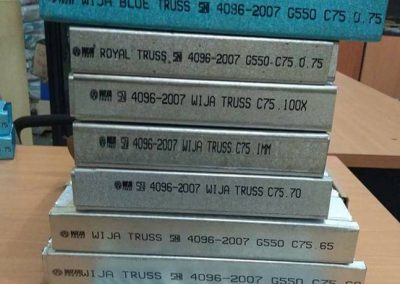 WIJA BLUE TRUSS SNI 4096-2007 G550 C75.0.75
ROYAL TRUSS SNI 4096-2007 G550 C75 0.75
SNI 4096-2007 WIJA TRUSS C75.100X
SNI 4096-2007 WIJA TRUSS C75 1MM
SNI 4096-2007 WIJA TRUSS C75.70
WIJA TRUSS SNI 4096-2007 G550 C75.65
WIJA TRUSS SNI 4096-2007 G550 C75